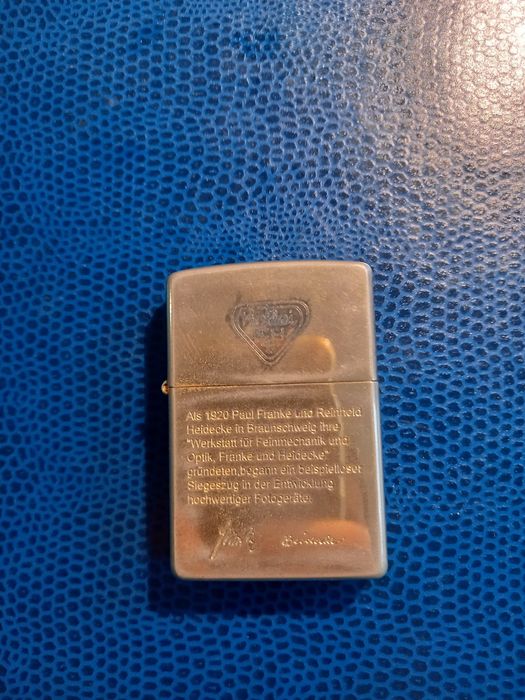 Als 1920 Paul Franke und Reinhold
Heidecke in Braunschweig ihre
"Werkstatt für Feinmechanik und
Optik, Franke und Heidecke"
gründeten,begann ein beispielloser
Siegeszug in der Entwicklung
hochwertiger Fotogeräte.
Heidecke